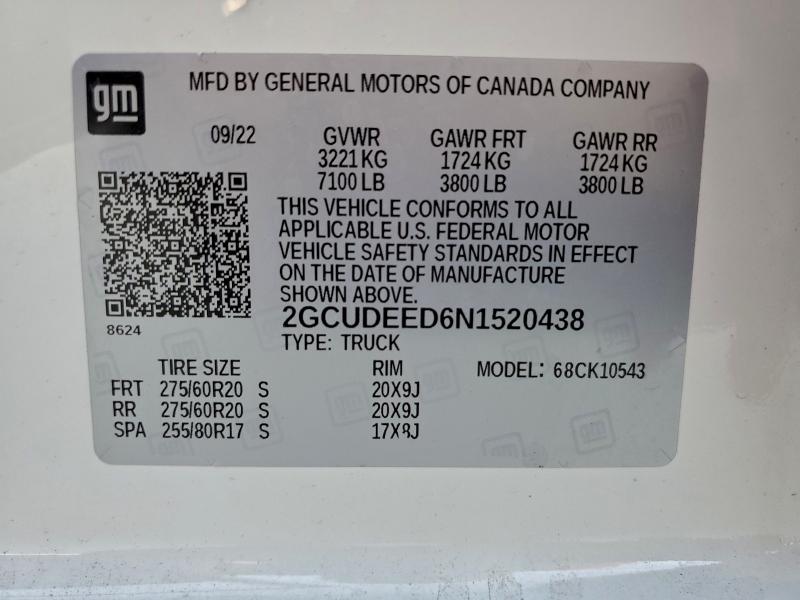 gm
MFD BY GENERAL MOTORS OF CANADA COMPANY
09/22 GVWR GAWR FRT GAWR RR
3221 KG 1724 KG 1724 KG
7100 LB 3800 LB 3800 LB
THIS VEHICLE CONFORMS TO ALL
APPLICABLE U.S. FEDERAL MOTOR
VEHICLE SAFETY STANDARDS IN EFFECT
ON THE DATE OF MANUFACTURE
SHOWN ABOVE.
8624
2GCUDEED6N1520438
TYPE: TRUCK
TIRE SIZE RIM MODEL: 68CK10543
FRT 275/60R20 S 20X9J
RR 275/60R20 S 20X9J
SPA 255/80R17 S 17X8J